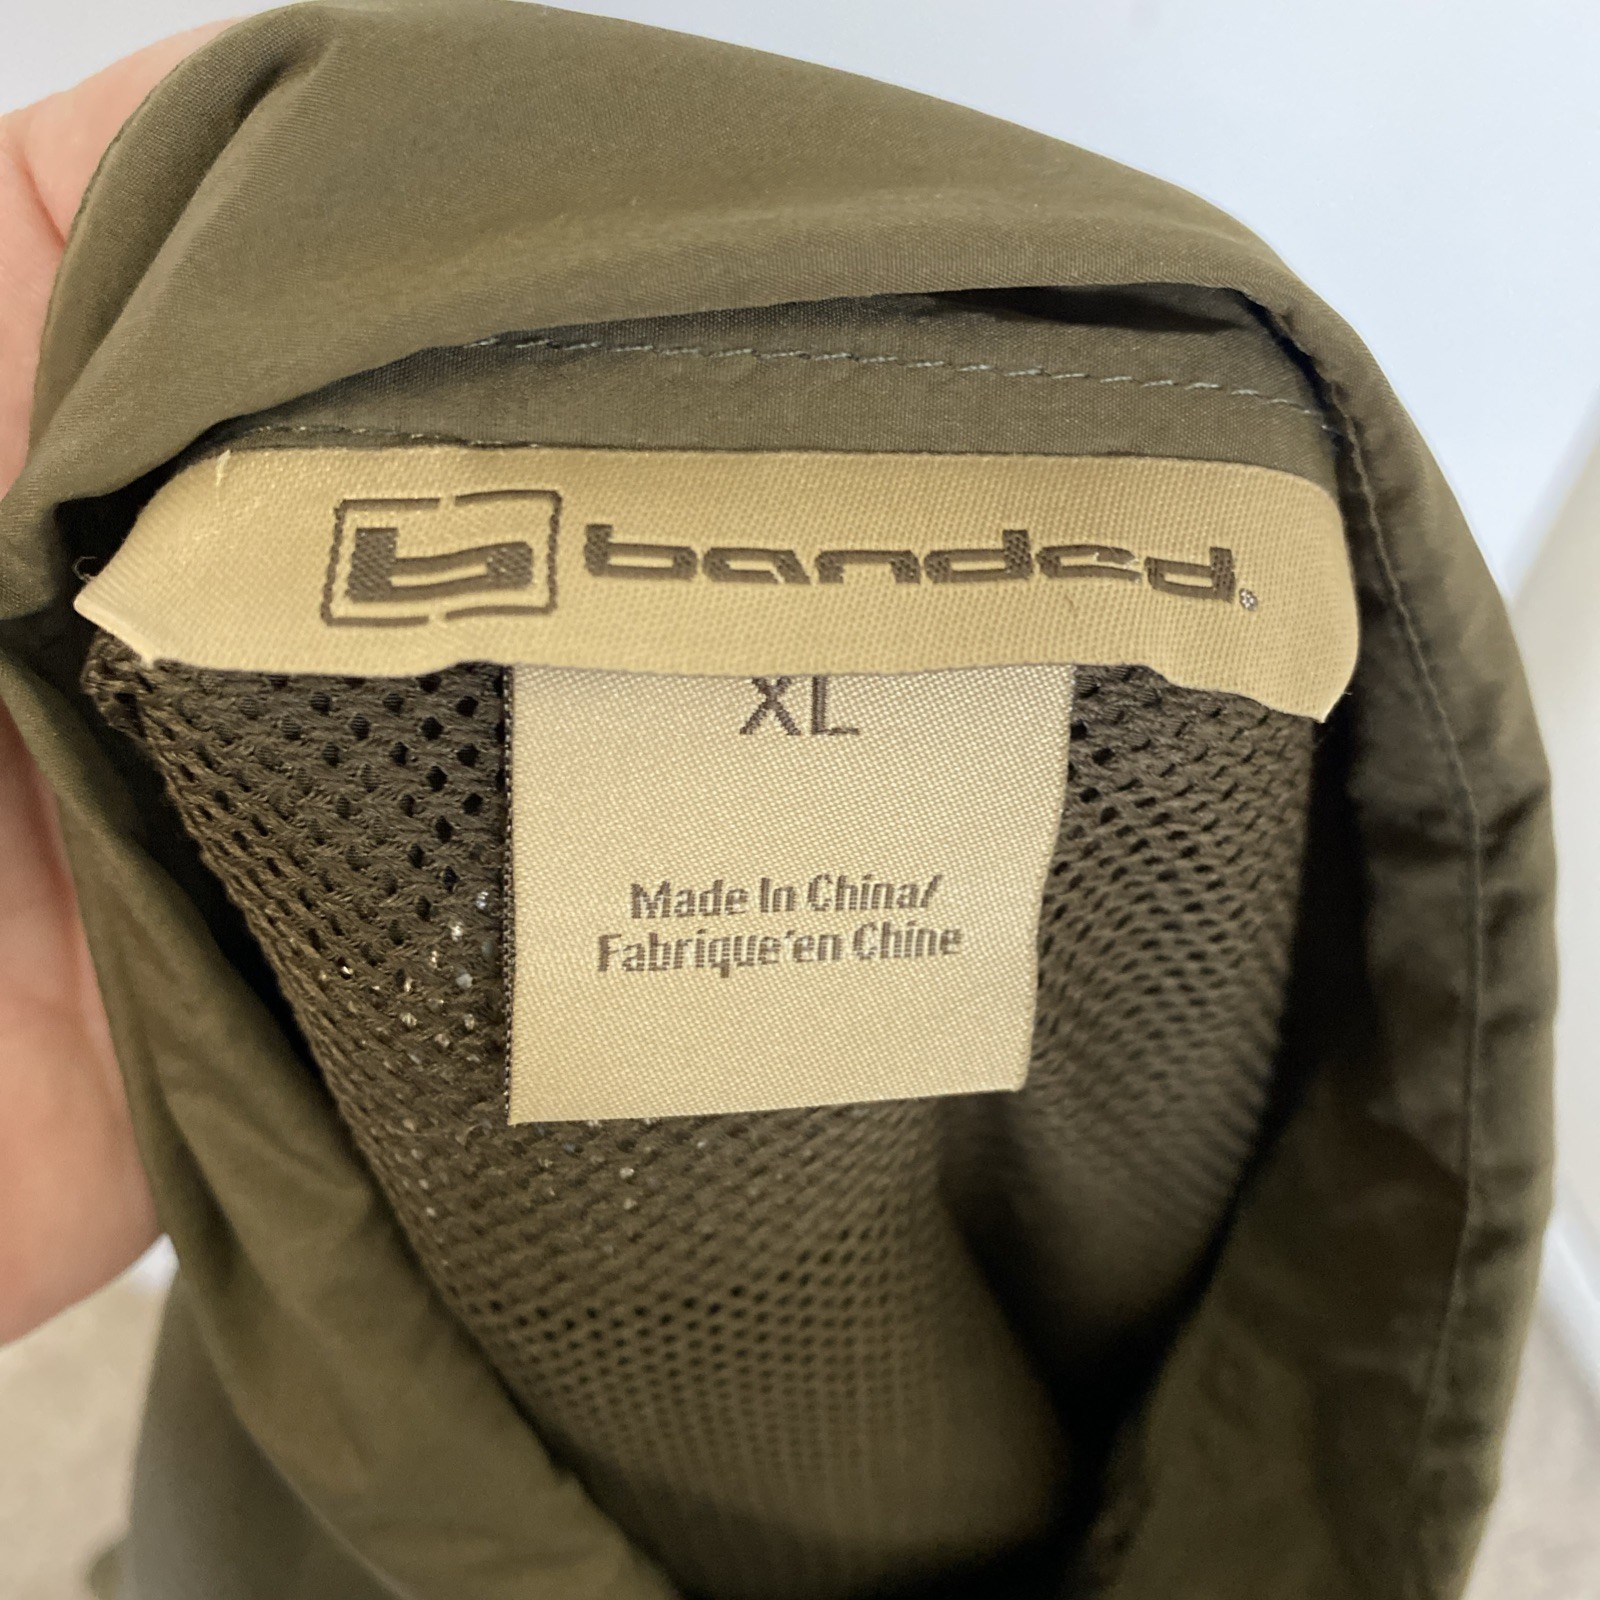 b banded®
XL
Made In China/
Fabrique'en Chine